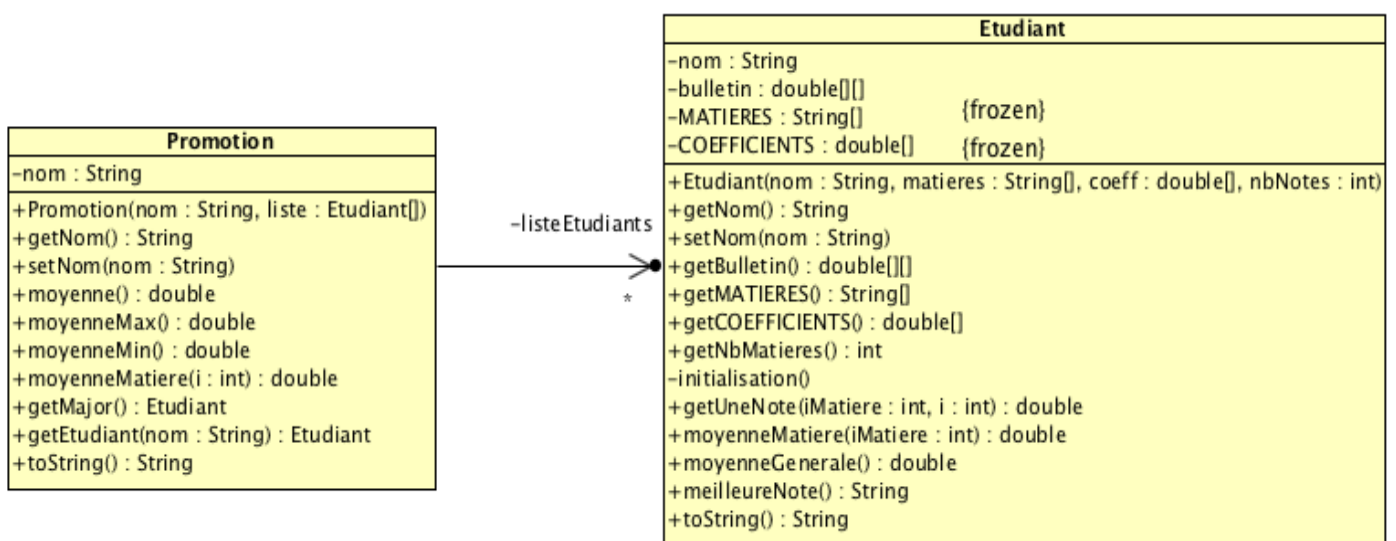 Promotion
-nom : String
+Promotion(nom : String, liste : Etudiant[])
+getNom() : String
+setNom(nom : String)
+moyenne() : double
+moyenneMax() : double
+moyenneMin() : double
+moyenneMatiere(i : int) : double
+getMajor() : Etudiant
+getEtudiant(nom : String) : Etudiant
+toString() : String
-listeEtudiants
*
Etudiant
-nom : String
-bulletin : double[][]
-MATIERES : String[] {frozen}
-COEFFICIENTS : double[] {frozen}
+Etudiant(nom : String, matieres : String[], coeff : double[], nbNotes : int)
+getNom() : String
+setNom(nom : String)
+getBulletin() : double[][]
+getMATIERES() : String[]
+getCOEFFICIENTS() : double[]
+getNbMatieres() : int
-initialisation()
+getUneNote(iMatiere : int, i : int) : double
+moyenneMatiere(iMatiere : int) : double
+moyenneGenerale() : double
+meilleureNote() : String
+toString() : String